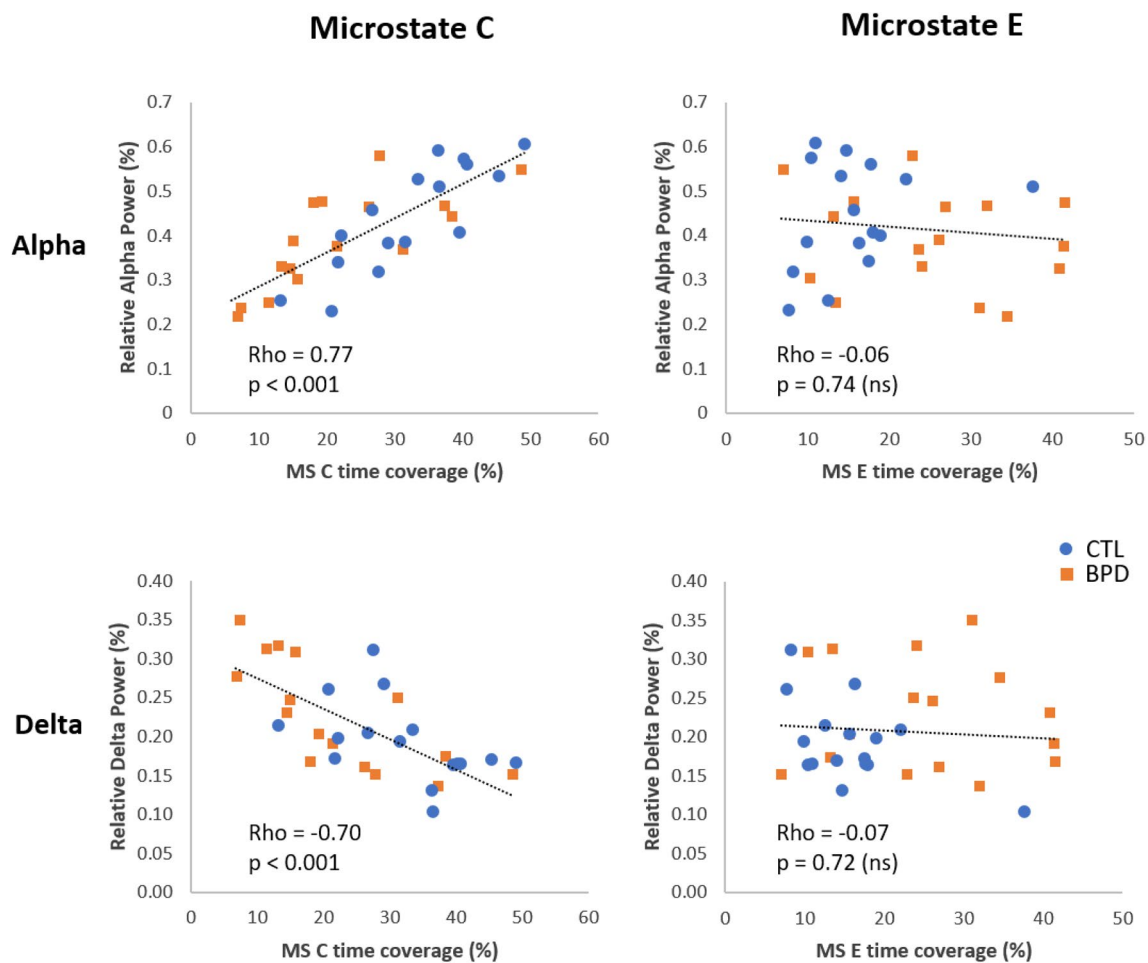 Microstate C
Microstate E
Alpha
Relative Alpha Power (%)
0.7
0.6
0.5
0.4
0.3
0.2
0.1
0
Rho = 0.77
p < 0.001
0 10 20 30 40 50 60
MS C time coverage (%)
Relative Alpha Power (%)
0.7
0.6
0.5
0.4
0.3
0.2
0.1
0
Rho = -0.06
p = 0.74 (ns)
0 10 20 30 40 50
MS E time coverage (%)
CTL
BPD
Delta
Relative Delta Power (%)
0.40
0.35
0.30
0.25
0.20
0.15
0.10
0.05
0.00
Rho = -0.70
p < 0.001
0 10 20 30 40 50 60
MS C time coverage (%)
Relative Delta Power (%)
0.40
0.35
0.30
0.25
0.20
0.15
0.10
0.05
0.00
Rho = -0.07
p = 0.72 (ns)
0 10 20 30 40 50
MS E time coverage (%)